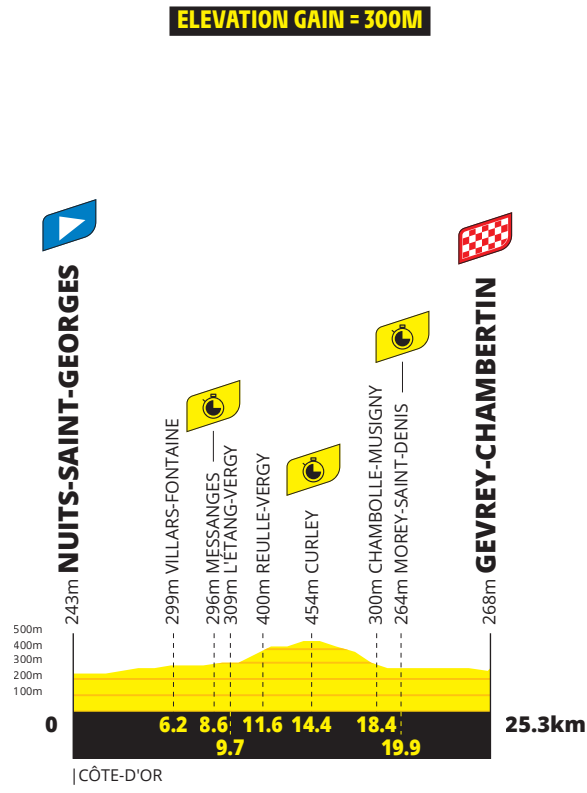 ELEVATION GAIN = 300M
243m NUITS-SAINT-GEORGES
299m VILLARS-FONTAINE
296m MESSANGES
309m L'ÉTANG-VERGY
400m REULLE-VERGY
454m CURLEY
300m CHAMBOLLE-MUSIGNY
264m MOREY-SAINT-DENIS
268m GEVREY-CHAMBERTIN
500m
400m
300m
200m
100m
0 6.2 8.6 11.6 14.4 18.4 25.3km
9.7 19.9
|CÔTE-D'OR